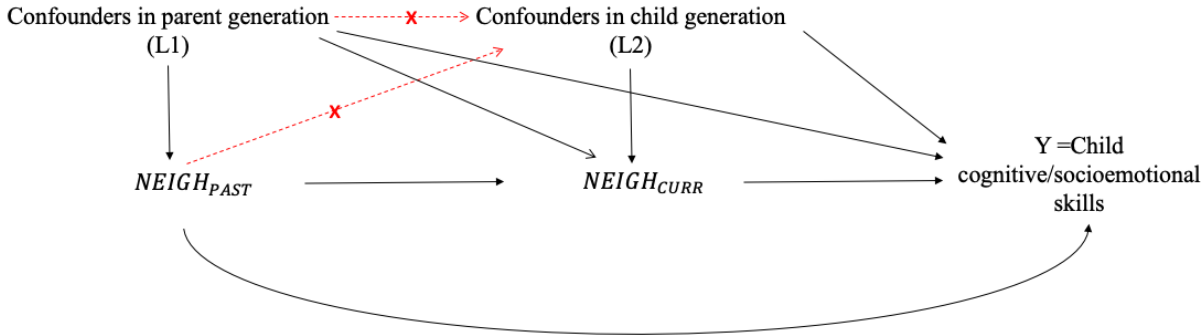 Confounders in parent generation
(L1)
x
Confounders in child generation
(L2)
x
NEIGH_PAST
NEIGH_CURR
Y =Child
cognitive/socioemotional
skills